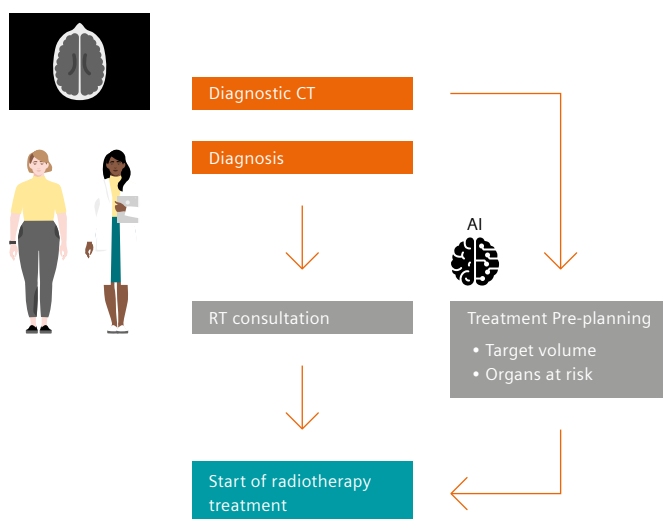 Diagnostic CT
Diagnosis
AI
RT consultation
Treatment Pre-planning
• Target volume
• Organs at risk
Start of radiotherapy
treatment